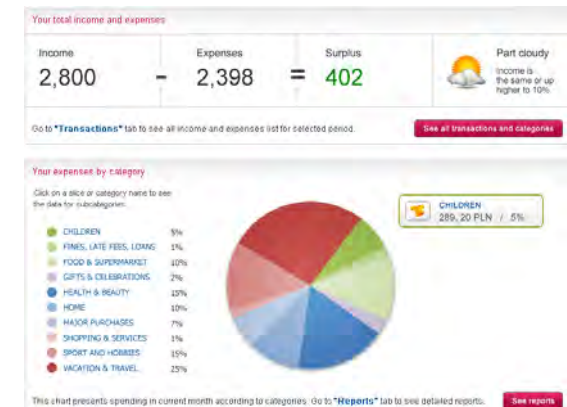 Your total income and expenses
Income
Expenses
Surplus
Part cloudy
2,800 - 2,398 = 402
Income is
the same or up
higher to 10%
Go to "Transactions" tab to see all income and expenses list for selected period.
See all transactions and categories
Your expenses by category
Click on a slice or category name to see
the data for subcategories.
CHILDREN
289, 20 PLN / 5%
CHILDREN 5%
FINES, LATE FEES, LOANS 1%
FOOD & SUPERMARKET 10%
GIFTS & CELEBRATIONS 2%
HEALTH & BEAUTY 15%
HOME 10%
MAJOR PURCHASES 7%
SHOPPING & SERVICES 1%
SPORT AND HOBBIES 15%
VACATION & TRAVEL 25%
This chart presents spending in current month according to categories. Go to "Reports" tab to see detailed reports.
See reports